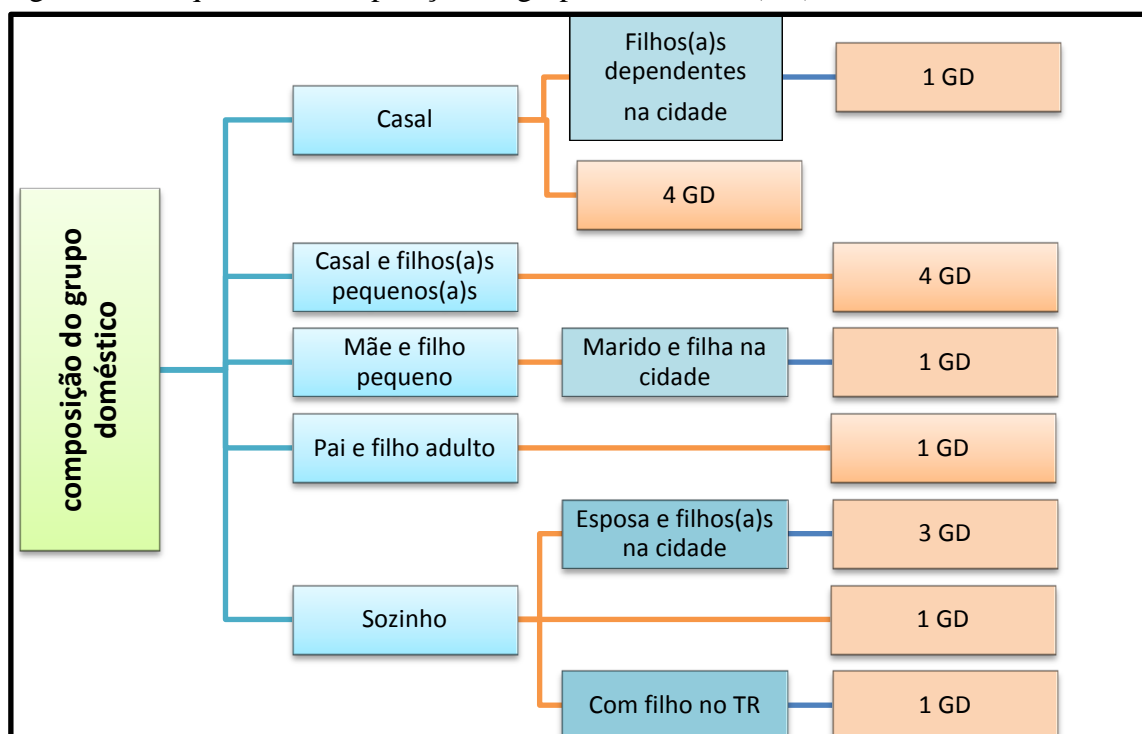 Filhos(a)s
dependentes
na cidade
1 GD
Casal
4 GD
composição do grupo
doméstico
Casal e filhos(a)s
pequenos(a)s
4 GD
Mãe e filho
pequeno
Marido e filha na
cidade
1 GD
Pai e filho adulto
1 GD
Esposa e filhos(a)s
na cidade
3 GD
Sozinho
1 GD
Com filho no TR
1 GD